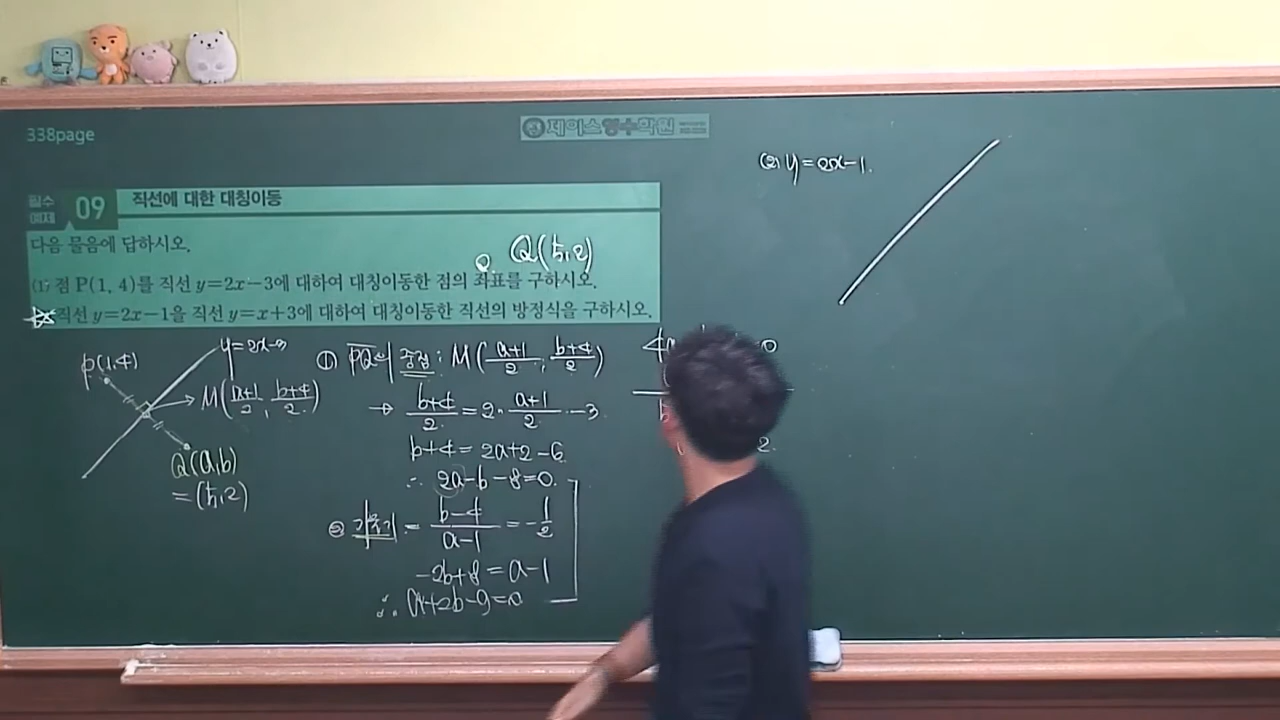 338page
제이스영수학원
필수 예제 09 직선에 대한 대칭이동
다음 물음에 답하시오.
Q(5, 2)
(1) 점 P(1, 4)를 직선 y=2x-3에 대하여 대칭이동한 점의 좌표를 구하시오.
직선 y=2x-1을 직선 y=x+3에 대하여 대칭이동한 직선의 방정식을 구하시오.
P(1, 4)
y=2x-3
M(a+1/2, b+4/2)
Q(a, b)
=(5, 2)
① PQ의 중점: M(a+1/2, b+4/2)
→ b+4/2=2·a+1/2-3
b+4=2a+2-6
∴ 2a-b-8=0
② 기울기=b-4/a-1=-1/2
-2b+8=a-1
∴ a+2b-9=0
(2) y=2x-1.